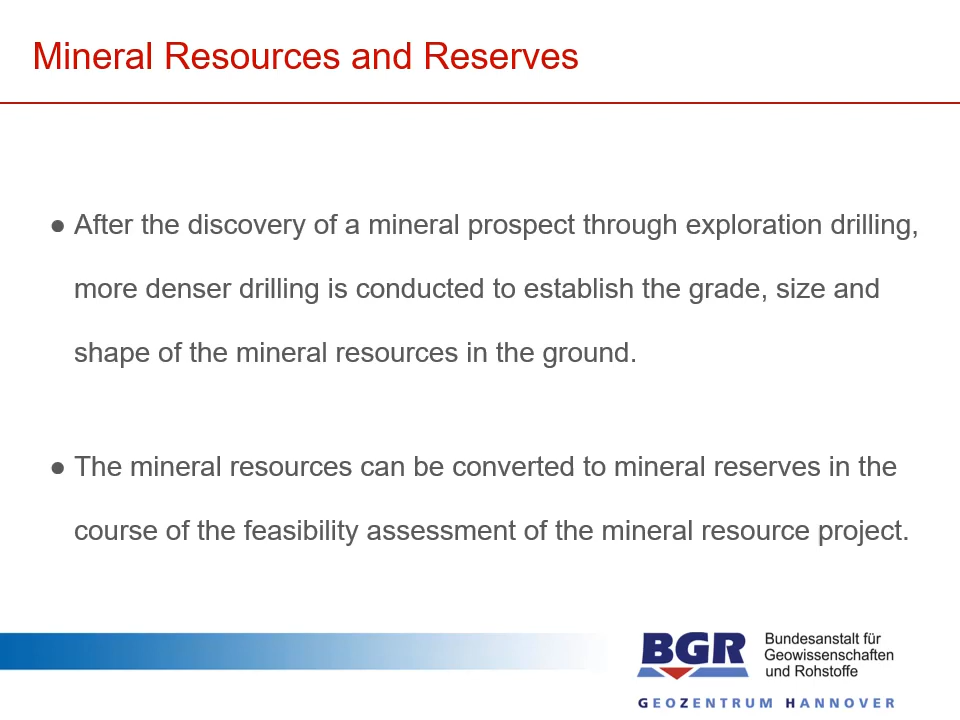 Mineral Resources and Reserves
● After the discovery of a mineral prospect through exploration drilling,
more denser drilling is conducted to establish the grade, size and
shape of the mineral resources in the ground.
● The mineral resources can be converted to mineral reserves in the
course of the feasibility assessment of the mineral resource project.
BGR
Bundesanstalt für
Geowissenschaften
und Rohstoffe
GEOZENTRUM HANNOVER